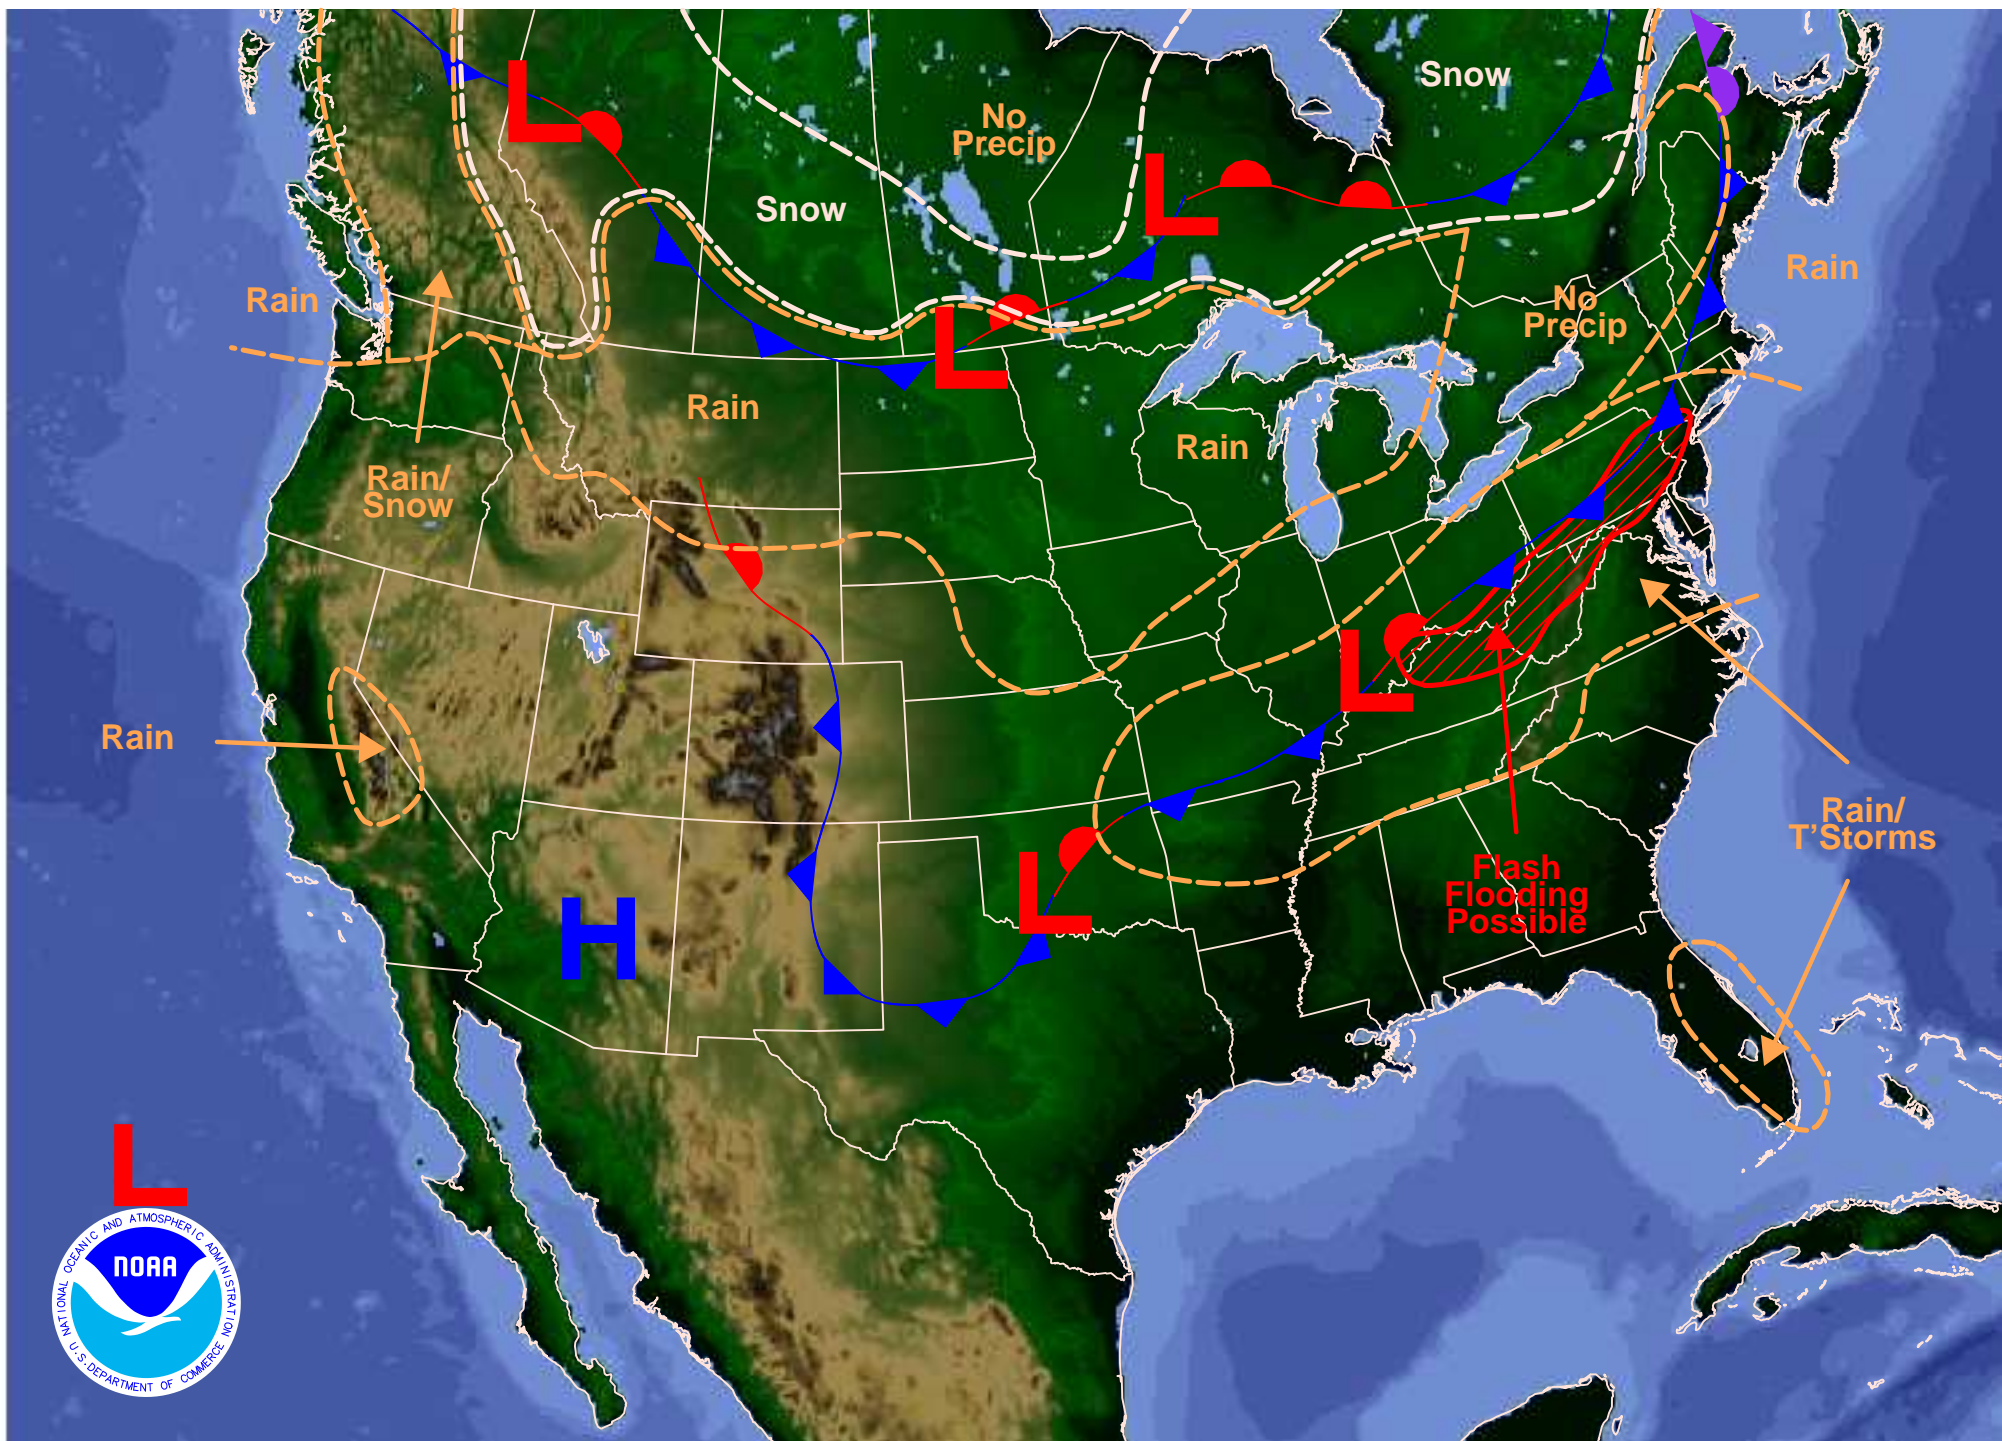 Snow
No
Precip
Snow
Rain
Rain
No
Precip
Rain
Rain
Rain/
Snow
Rain
Rain
Rain/
T'Storms
Flash
Flooding
Possible
L
L
L
L
L
H
L
NATIONAL OCEANIC AND ATMOSPHERIC ADMINISTRATION
NOAA
U.S. DEPARTMENT OF COMMERCE